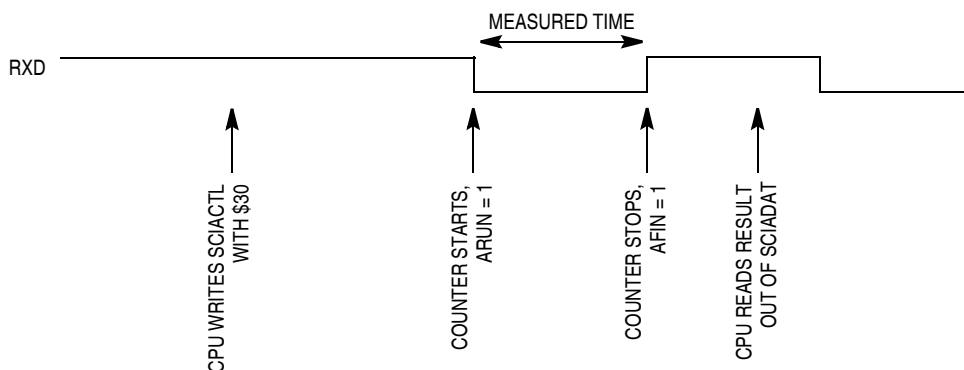 MEASURED TIME
RXD
CPU WRITES SCIACTL
WITH $30
COUNTER STARTS,
ARUN = 1
COUNTER STOPS,
AFIN = 1
CPU READS RESULT
OUT OF SCIADAT